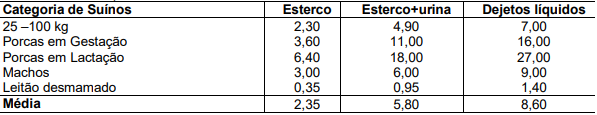 Categoria de Suínos Esterco Esterco+urina Dejetos líquidos
25 –100 kg 2,30 4,90 7,00
Porcas em Gestação 3,60 11,00 16,00
Porcas em Lactação 6,40 18,00 27,00
Machos 3,00 6,00 9,00
Leitão desmamado 0,35 0,95 1,40
Média 2,35 5,80 8,60